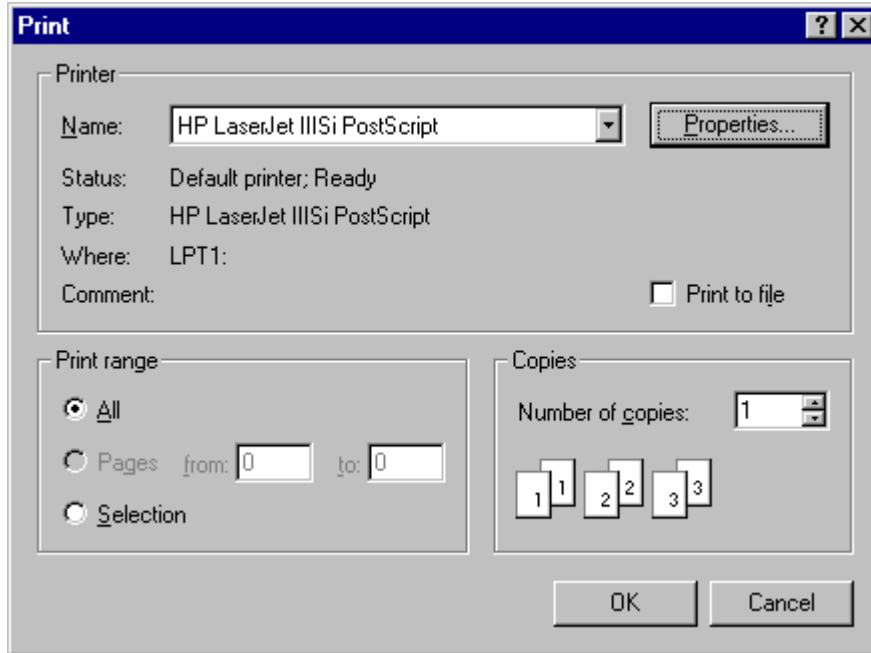 Print
Printer
Name: HP LaserJet IIISi PostScript Properties...
Status: Default printer; Ready
Type: HP LaserJet IIISi PostScript
Where: LPT1:
Comment: Print to file
Print range
All
Pages from: 0 to: 0
Selection
Copies
Number of copies: 1
1 1 2 2 3 3
OK Cancel